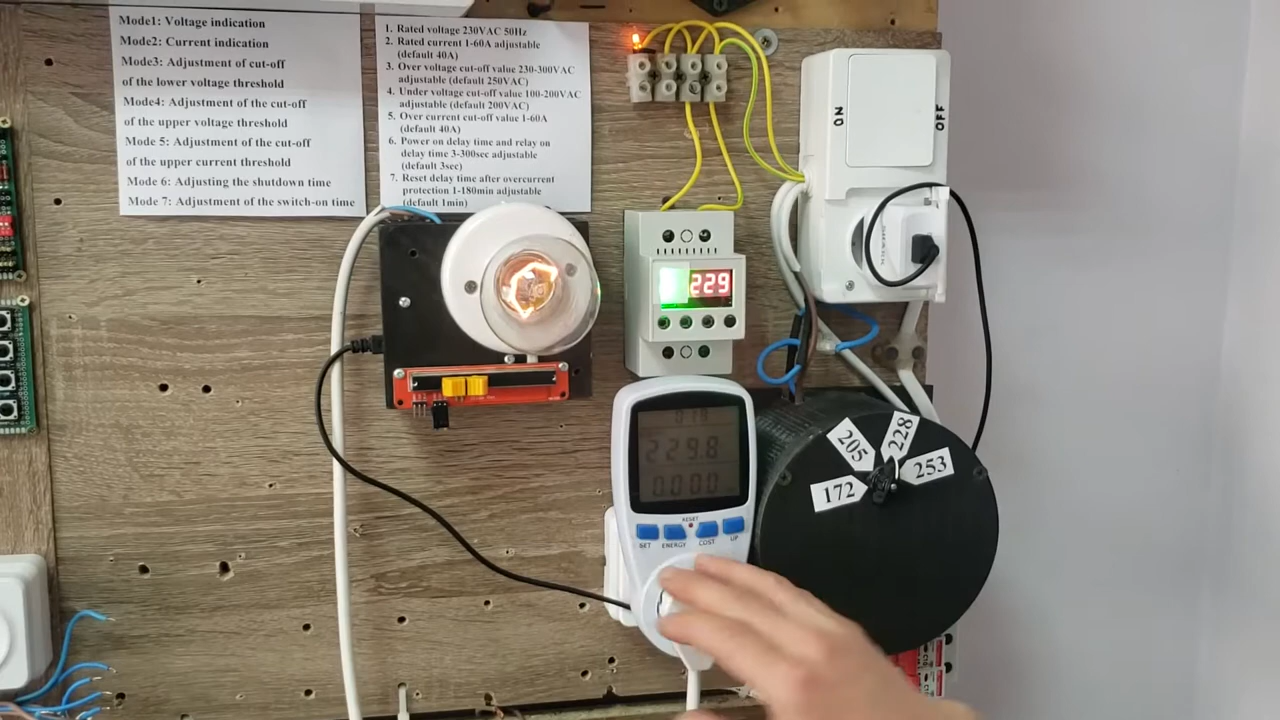 Mode1: Voltage indication
Mode2: Current indication
Mode3: Adjustment of cut-off
of the lower voltage threshold
Mode4: Adjustment of the cut-off
of the upper voltage threshold
Mode 5: Adjustment of the cut-off
of the upper current threshold
Mode 6: Adjusting the shutdown time
Mode 7: Adjustment of the switch-on time
1. Rated voltage 230VAC 50Hz
2. Rated current 1-60A adjustable
(default 40A)
3. Over voltage cut-off value 230-300VAC
adjustable (default 250VAC)
4. Under voltage cut-off value 100-200VAC
adjustable (default 200VAC)
5. Over current cut-off value 1-60A
(default 40A)
6. Power on delay time and relay on
delay time 3-300sec adjustable
(default 3sec)
7. Reset delay time after overcurrent
protection 1-180min adjustable
(default 1min)
ON
OFF
229
229.8
0.000
RESET
SET ENERGY COST UP
172
205
228
253